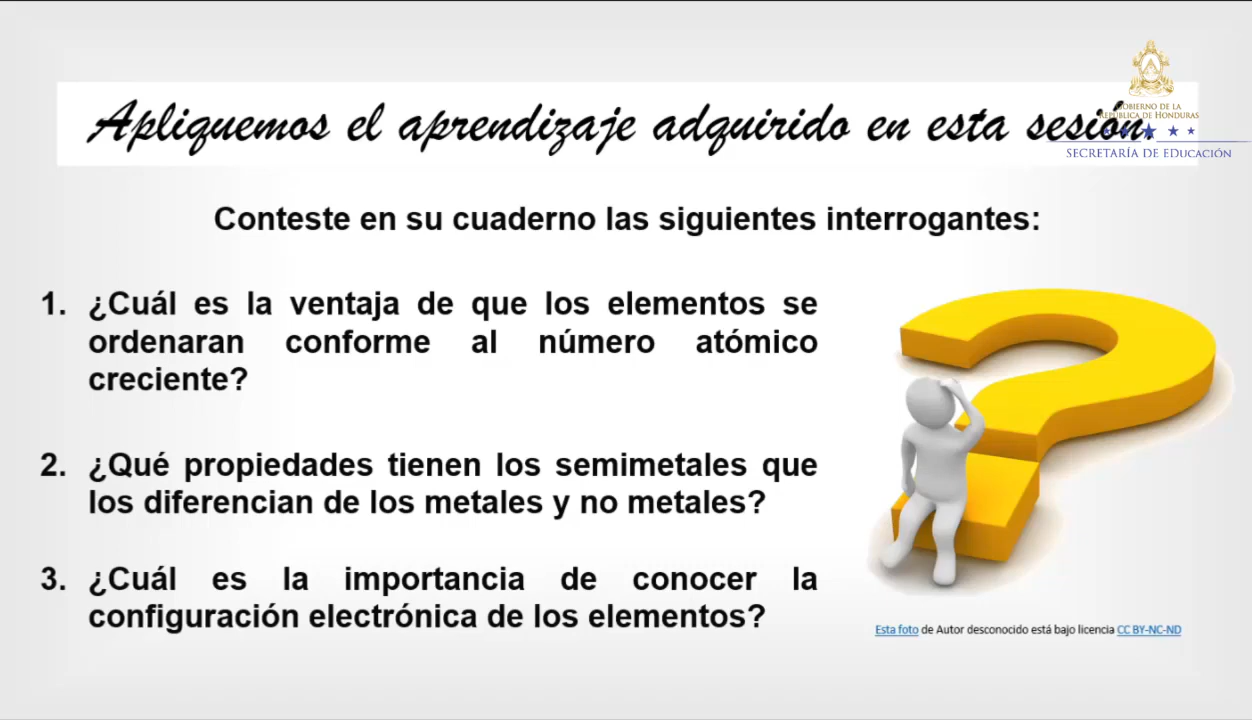 Apliquemos el aprendizaje adquirido en esta sesión.
GOBIERNO DE LA
REPÚBLICA DE HONDURAS
SECRETARÍA DE EDUCACIÓN
Conteste en su cuaderno las siguientes interrogantes:
1. ¿Cuál es la ventaja de que los elementos se
ordenaran conforme al número atómico
creciente?
2. ¿Qué propiedades tienen los semimetales que
los diferencian de los metales y no metales?
3. ¿Cuál es la importancia de conocer la
configuración electrónica de los elementos?
Esta foto de Autor desconocido está bajo licencia CC BY-NC-ND